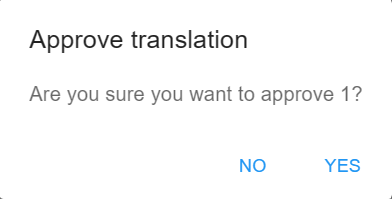 Approve translation
Are you sure you want to approve 1?
NO YES